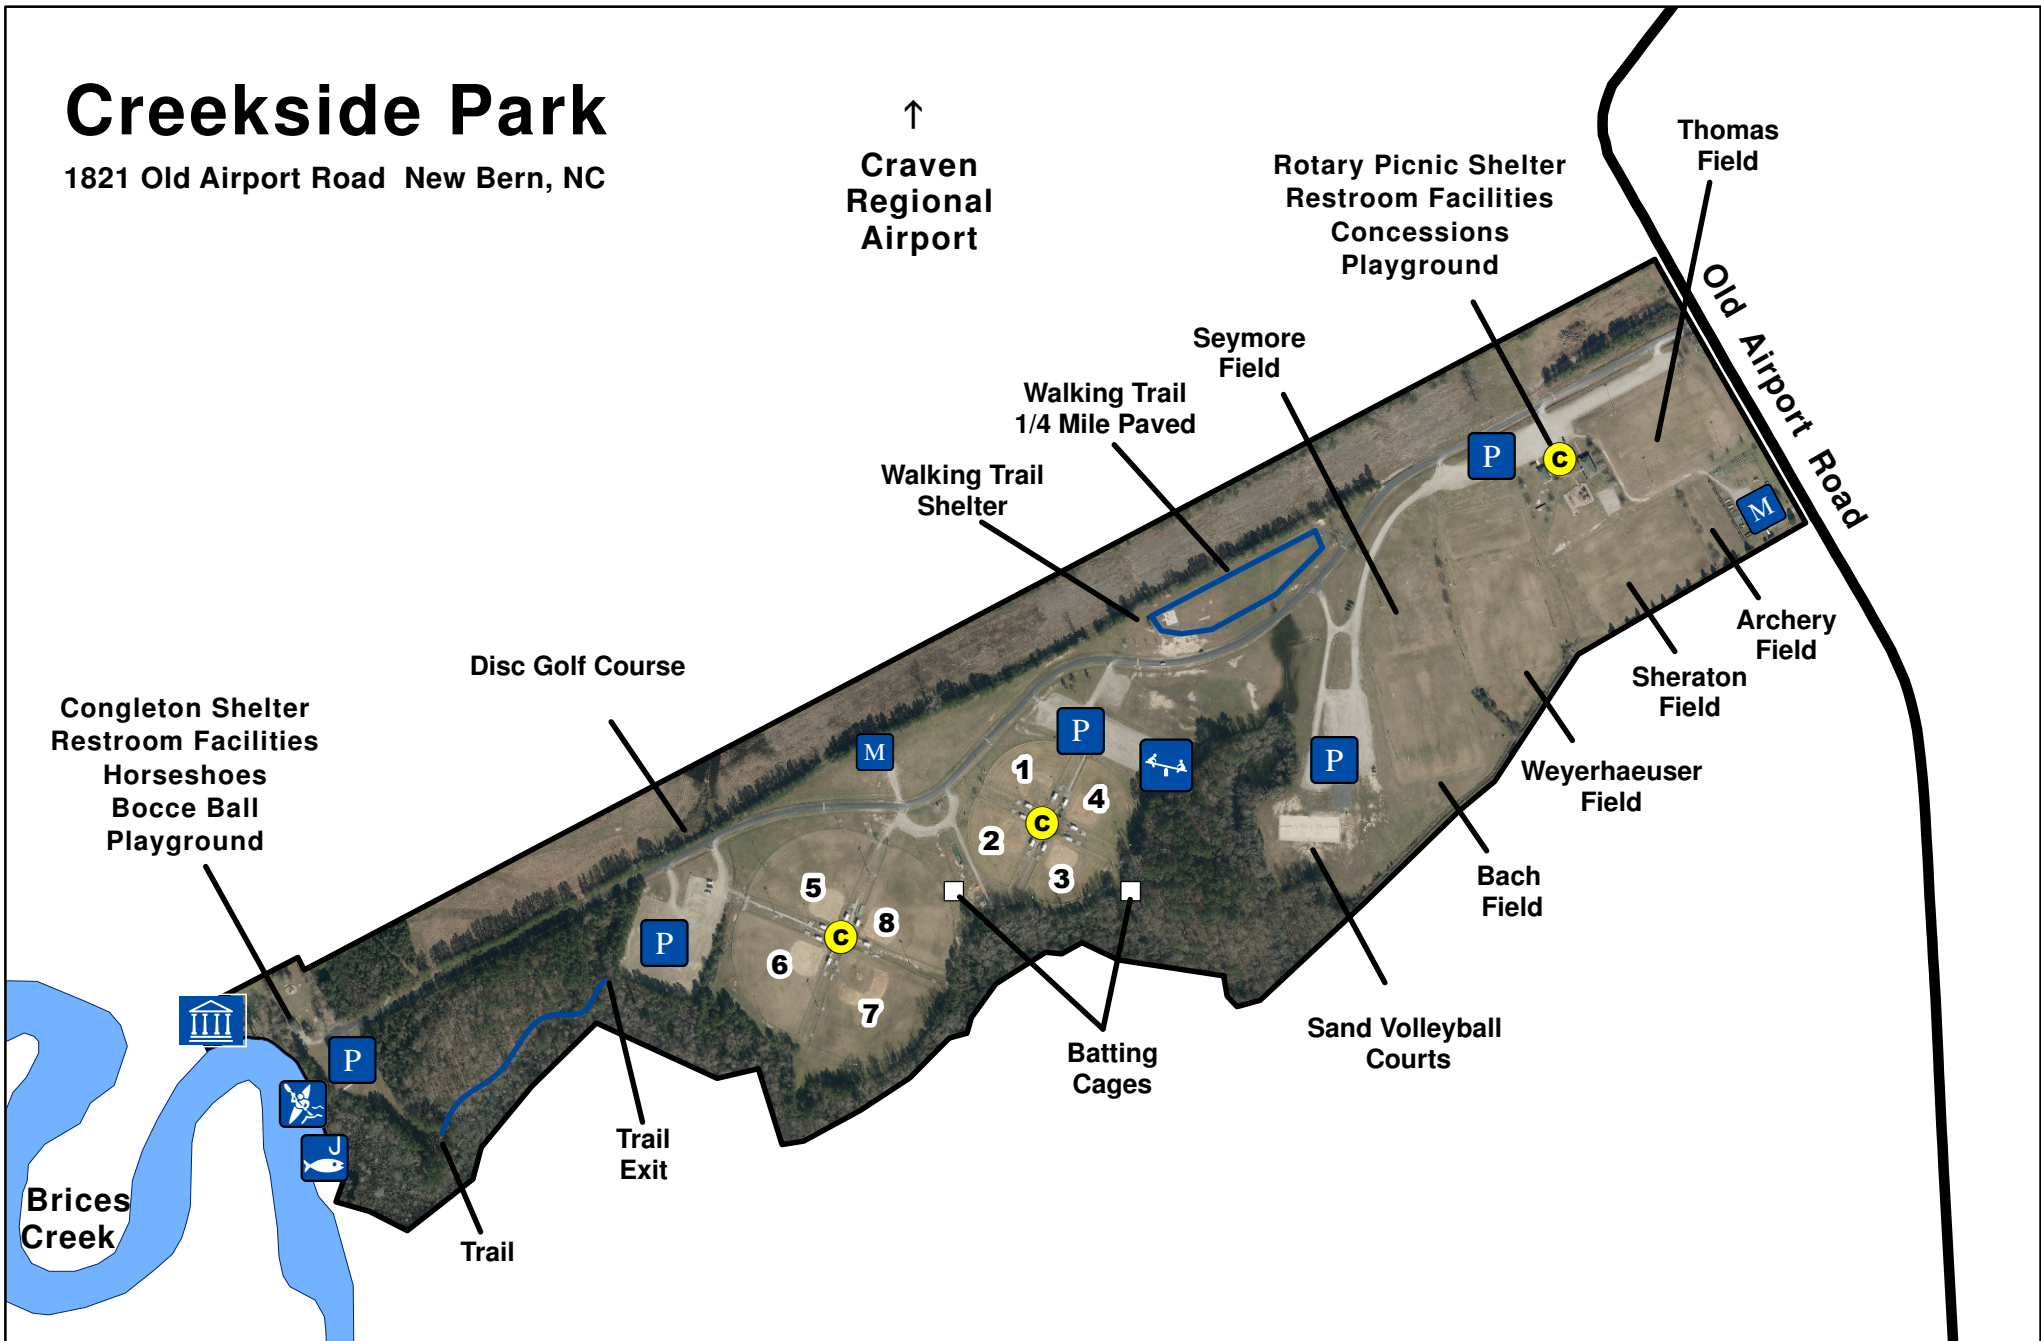 Creekside Park
1821 Old Airport Road New Bern, NC
↑
Craven
Regional
Airport
Rotary Picnic Shelter
Restroom Facilities
Concessions
Playground
Thomas
Field
Old Airport Road
Seymore
Field
Walking Trail
1/4 Mile Paved
Walking Trail
Shelter
P
C
M
Archery
Field
Sheraton
Field
Weyerhaeuser
Field
Bach
Field
Disc Golf Course
Congleton Shelter
Restroom Facilities
Horseshoes
Bocce Ball
Playground
M
P
P
1
4
C
2
3
5
8
C
6
7
P
P
Sand Volleyball
Courts
Batting
Cages
Trail
Exit
Trail
Brices
Creek